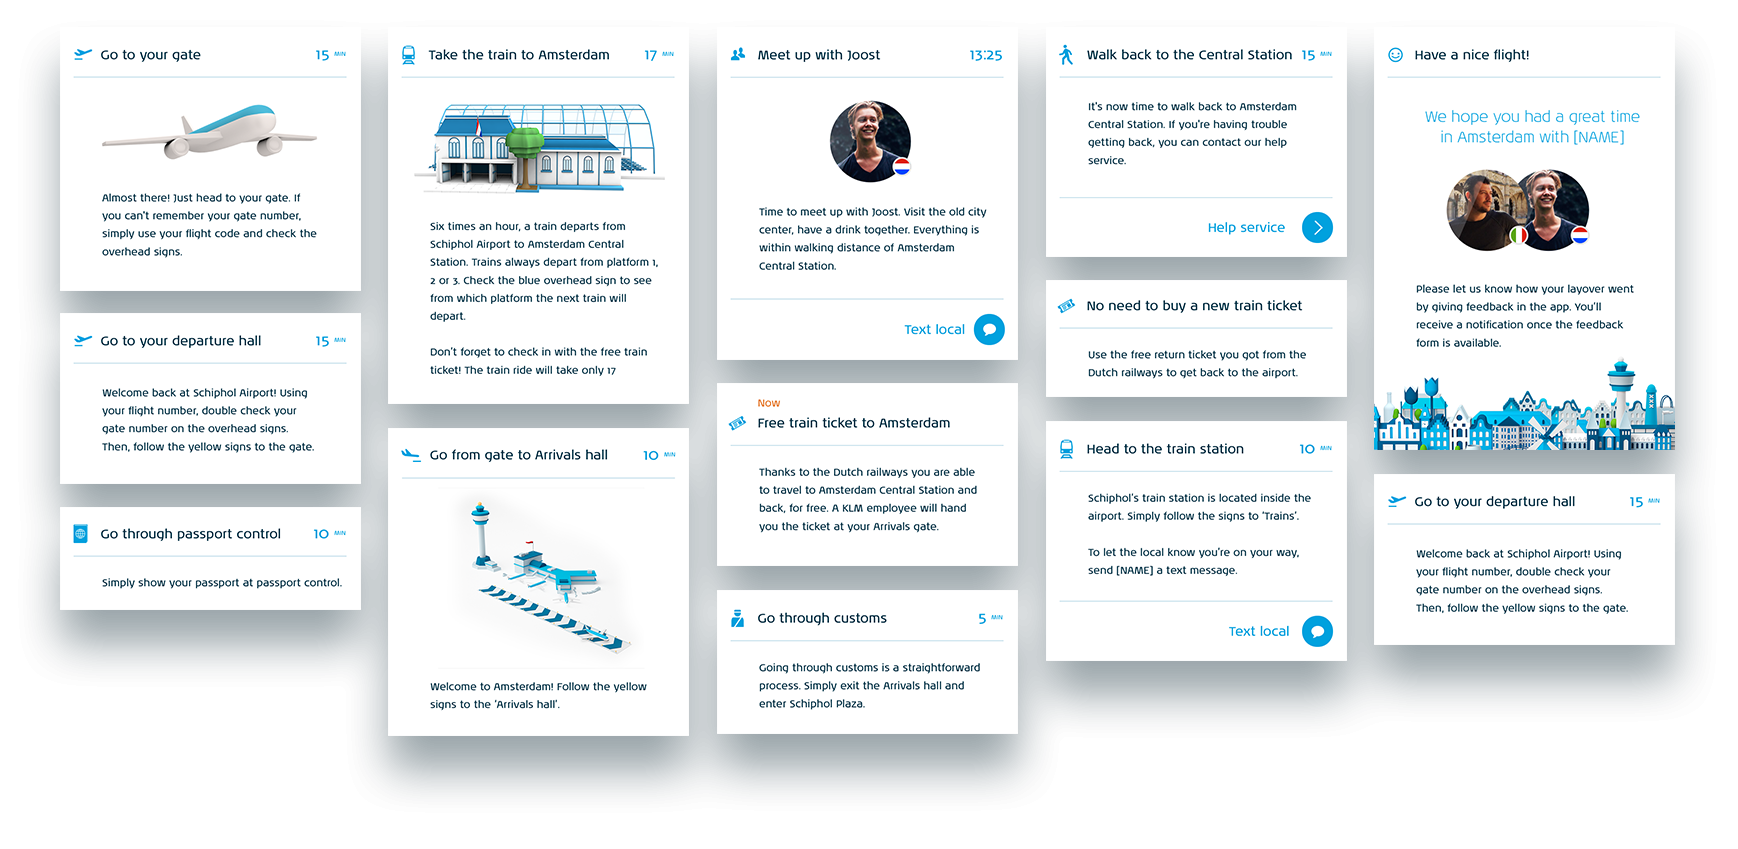 Go to your gate 15 MIN
Almost there! Just head to your gate. If
you can't remember your gate number,
simply use your flight code and check the
overhead signs.
Go to your departure hall 15 MIN
Welcome back at Schiphol Airport! Using
your flight number, double check your
gate number on the overhead signs.
Then, follow the yellow signs to the gate.
Go through passport control 10 MIN
Simply show your passport at passport control.
Take the train to Amsterdam 17 MIN
Six times an hour, a train departs from
Schiphol Airport to Amsterdam Central
Station. Trains always depart from platform 1,
2 or 3. Check the blue overhead sign to see
from which platform the next train will
depart.
Don't forget to check in with the free train
ticket! The train ride will take only 17
Go from gate to Arrivals hall 10 MIN
Welcome to Amsterdam! Follow the yellow
signs to the 'Arrivals hall'.
Meet up with Joost 13:25
Time to meet up with Joost. Visit the old city
center, have a drink together. Everything is
within walking distance of Amsterdam
Central Station.
Text local
Now
Free train ticket to Amsterdam
Thanks to the Dutch railways you are able
to travel to Amsterdam Central Station and
back, for free. A KLM employee will hand
you the ticket at your Arrivals gate.
Go through customs 5 MIN
Going through customs is a straightforward
process. Simply exit the Arrivals hall and
enter Schiphol Plaza.
Walk back to the Central Station 15 MIN
It's now time to walk back to Amsterdam
Central Station. If you're having trouble
getting back, you can contact our help
service.
Help service
No need to buy a new train ticket
Use the free return ticket you got from the
Dutch railways to get back to the airport.
Head to the train station 10 MIN
Schiphol's train station is located inside the
airport. Simply follow the signs to 'Trains'.
To let the local know you're on your way,
send [NAME] a text message.
Text local
Have a nice flight!
We hope you had a great time
in Amsterdam with [NAME]
Please let us know how your layover went
by giving feedback in the app. You'll
receive a notification once the feedback
form is available.
XXX
Go to your departure hall 15 MIN
Welcome back at Schiphol Airport! Using
your flight number, double check your
gate number on the overhead signs.
Then, follow the yellow signs to the gate.